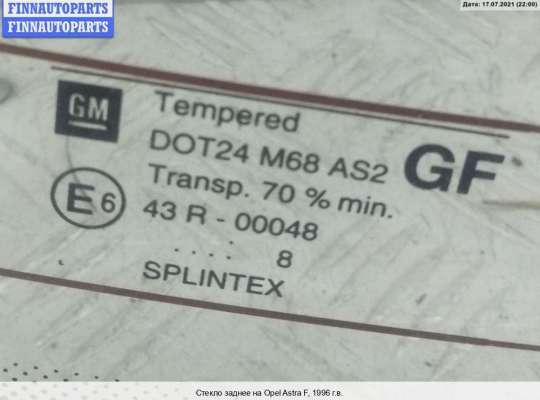 FINNAUTOPARTS
FINNAUTOPARTS
Дата: 17.07.2021 (22:00)
GM
Tempered
DOT24 M68 AS2
GF
Transp. 70 % min.
E6
43 R - 00048
.... 8
SPLINTEX
Стекло заднее на Opel Astra F, 1996 г.в.